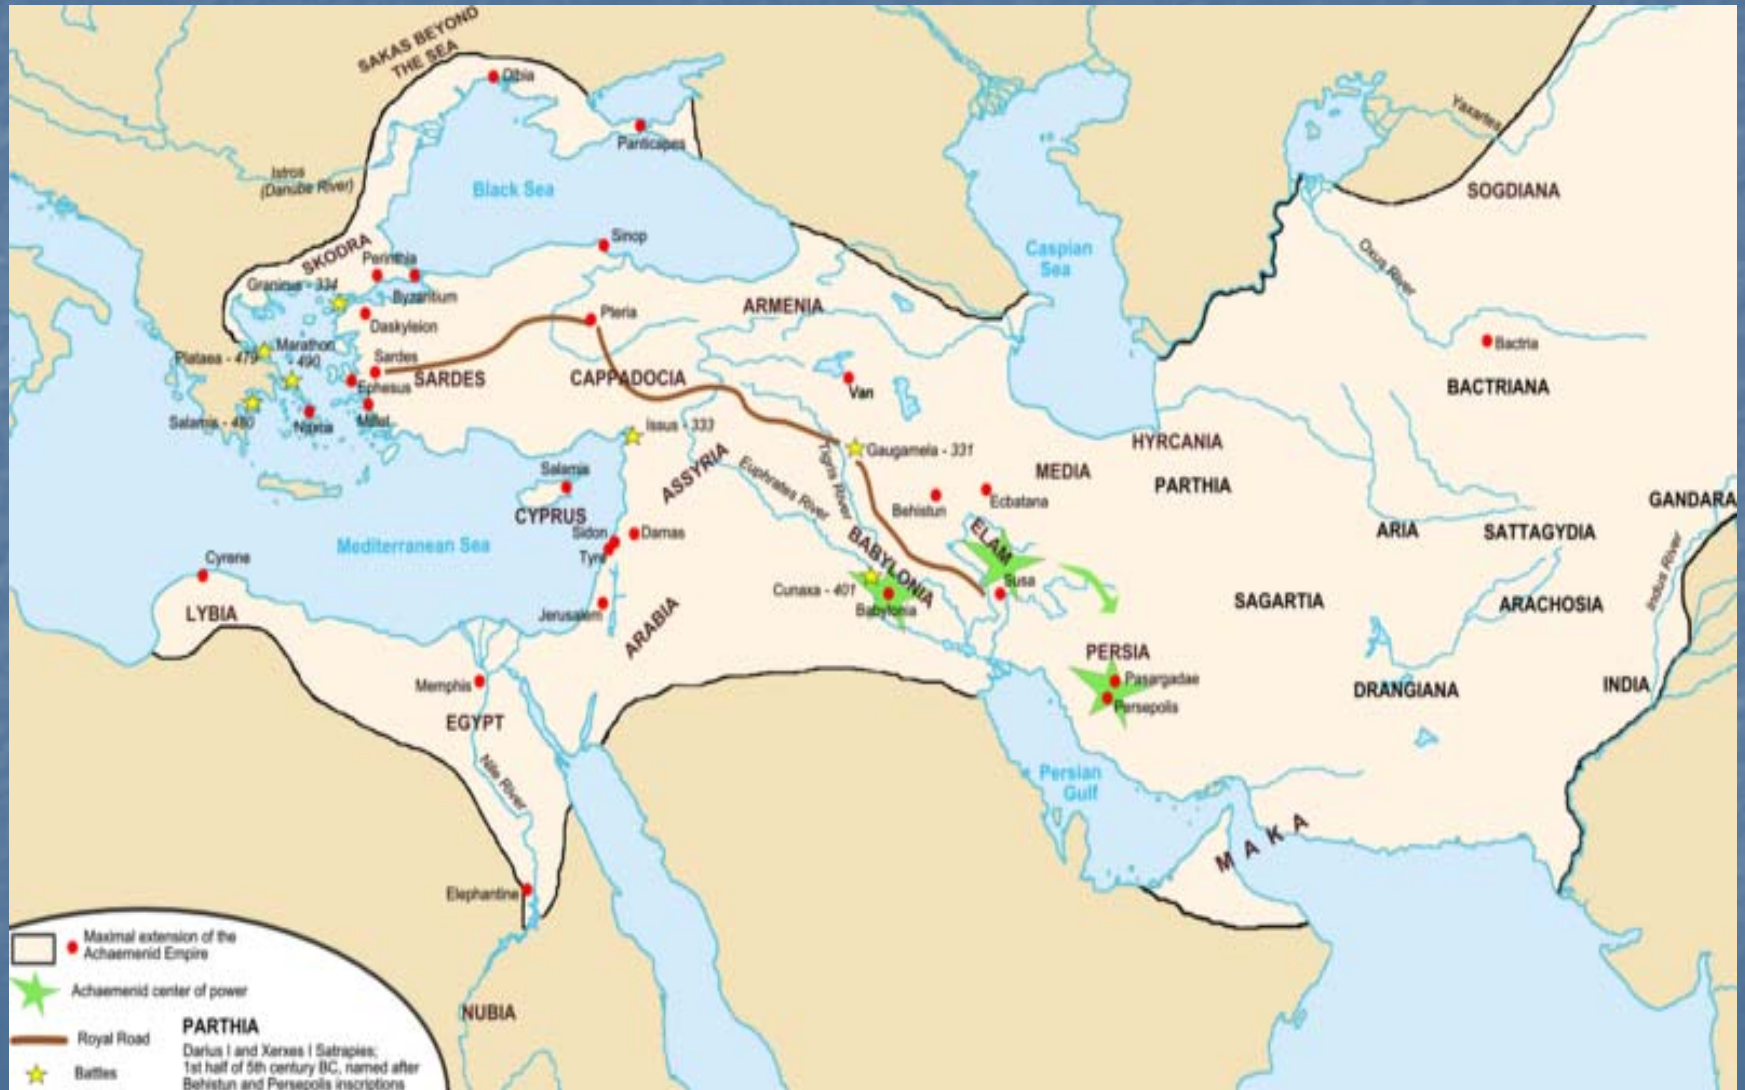 SAKAS BEYOND
THE SEA
Olbia
Panticapes
Yaxartes
Istros
(Danube River)
Black Sea
SOGDIANA
SKODRA
Sinop
Caspian
Sea
Oxus River
Perinthia
Granicus - 334
Byzantium
ARMENIA
Pteria
Daskyleion
Bactria
Marathon
- 490
Plataea - 479
Sardes
SARDES
CAPPADOCIA
Ephesus
Van
BACTRIANA
Salamis - 480
Naxos
Milet
Issus - 333
HYRCANIA
Gaugamela - 331
Tigris River
ASSYRIA
Euphrates River
MEDIA
PARTHIA
Salamis
Behistun
Ecbatana
GANDARA
CYPRUS
ARIA
SATTAGYDIA
Sidon
Damas
Mediterranean Sea
Tyre
ELAM
BABYLONIA
Cyrene
Susa
Cunaxa - 401
Babylonia
Indus River
LYBIA
Jerusalem
ARABIA
SAGARTIA
ARACHOSIA
PERSIA
Memphis
Pasargadae
Persepolis
DRANGIANA
INDIA
EGYPT
Nile River
Persian
Gulf
MAKA
Elephantine
Maximal extension of the
Achaemenid Empire
Achaemenid center of power
NUBIA
Royal Road
PARTHIA
Darius I and Xerxes I Satrapies;
1st half of 5th century BC, named after
Behistun and Persepolis inscriptions
Battles